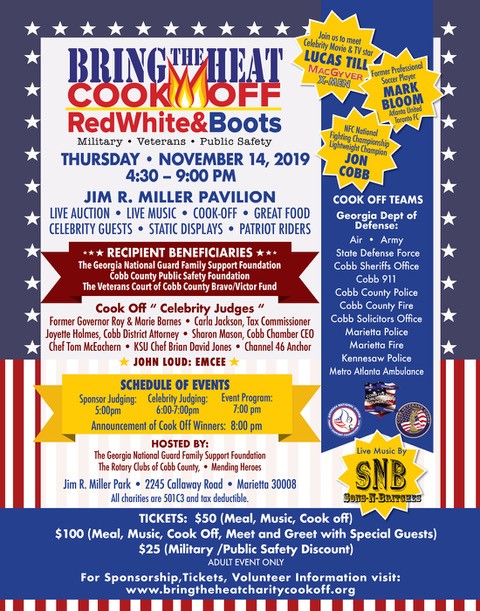 BRING THE HEAT
COOK OFF
RedWhite&Boots
Military • Veterans • Public Safety
THURSDAY • NOVEMBER 14, 2019
4:30 – 9:00 PM
JIM R. MILLER PAVILION
LIVE AUCTION • LIVE MUSIC • COOK-OFF • GREAT FOOD
CELEBRITY GUESTS • STATIC DISPLAYS • PATRIOT RIDERS
RECIPIENT BENEFICIARIES
The Georgia National Guard Family Support Foundation
Cobb County Public Safety Foundation
The Veterans Court of Cobb County Bravo/Victor Fund
Cook Off “ Celebrity Judges “
Former Governor Roy & Marie Barnes • Carla Jackson, Tax Commissioner
Joyette Holmes, Cobb District Attorney • Sharon Mason, Cobb Chamber CEO
Chef Tom McEachern • KSU Chef Brian David Jones • Channel 46 Anchor
JOHN LOUD: EMCEE
SCHEDULE OF EVENTS
Sponsor Judging: Celebrity Judging: Event Program:
5:00pm 6:00-7:00pm 7:00 pm
Announcement of Cook Off Winners: 8:00 pm
HOSTED BY:
The Georgia National Guard Family Support Foundation
The Rotary Clubs of Cobb County, • Mending Heroes
Jim R. Miller Park • 2245 Callaway Road • Marietta 30008
All charities are 501C3 and tax deductible.
Join us to meet
Celebrity Movie & TV star
LUCAS TILL
MACGYVER
X-MEN
Former Professional
Soccer Player
MARK
BLOOM
Atlanta United
Toronto FC
NFC National
Fighting Championship
Lightweight Champion
JON
COBB
COOK OFF TEAMS
Georgia Dept of
Defense:
Air • Army
State Defense Force
Cobb Sheriffs Office
Cobb 911
Cobb County Police
Cobb County Fire
Cobb Solicitors Office
Marietta Police
Marietta Fire
Kennesaw Police
Metro Atlanta Ambulance
Live Music By
SNB
SONS-N-BRITCHES
TICKETS: $50 (Meal, Music, Cook off)
$100 (Meal, Music, Cook Off, Meet and Greet with Special Guests)
$25 (Military /Public Safety Discount)
ADULT EVENT ONLY
For Sponsorship,Tickets, Volunteer Information visit:
www.bringtheheatcharitycookoff.org